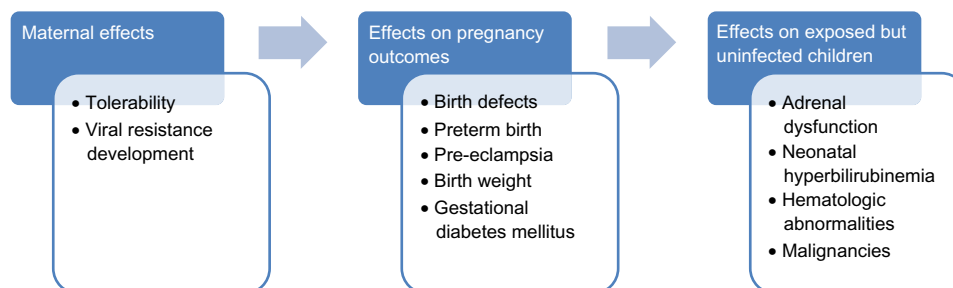 Maternal effects
• Tolerability
• Viral resistance
development
Effects on pregnancy
outcomes
• Birth defects
• Preterm birth
• Pre-eclampsia
• Birth weight
• Gestational
diabetes mellitus
Effects on exposed but
uninfected children
• Adrenal
dysfunction
• Neonatal
hyperbilirubinemia
• Hematologic
abnormalities
• Malignancies